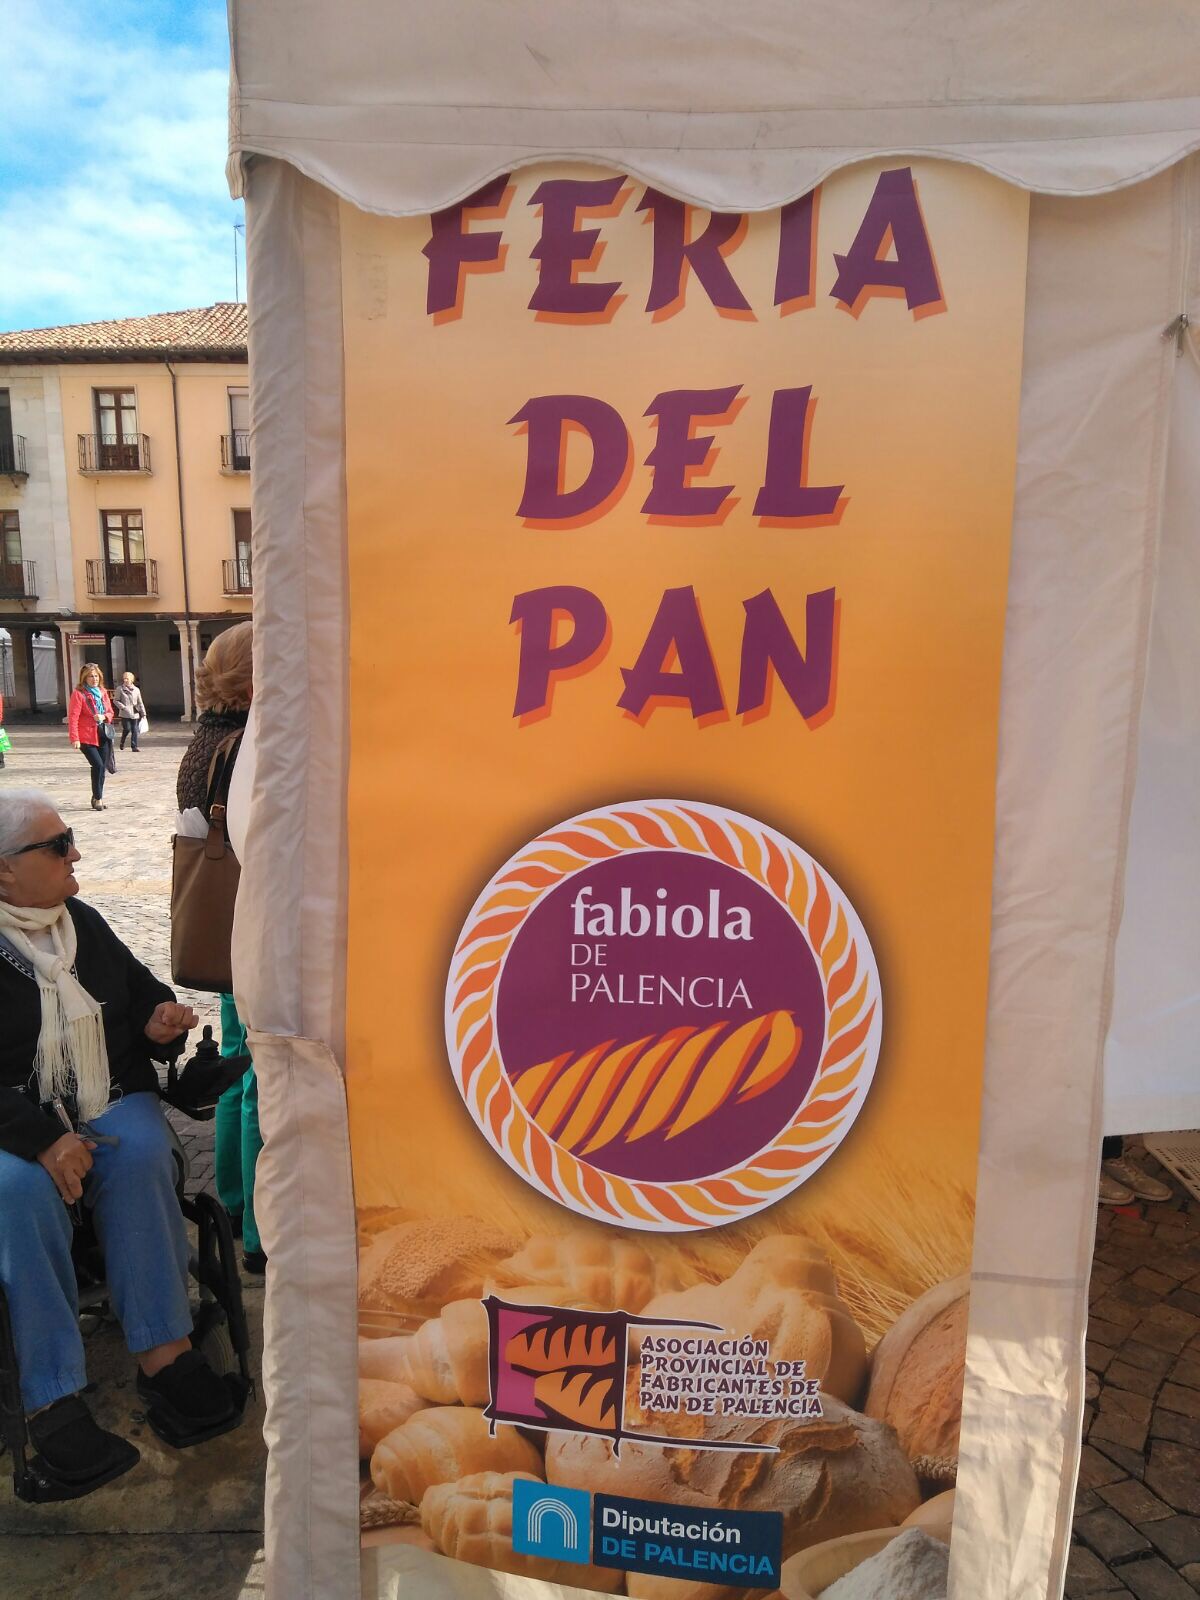 FERIA
DEL
PAN
fabiola
DE
PALENCIA
ASOCIACIÓN
PROVINCIAL DE
FABRICANTES DE
PAN DE PALENCIA
Diputación
DE PALENCIA